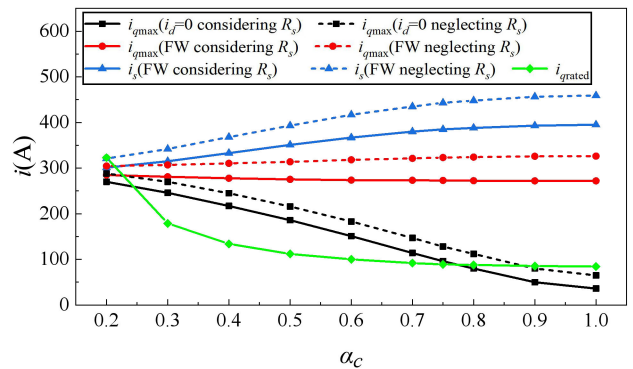 600
i_qmax(i_d=0 considering R_s) i_qmax(i_d=0 neglecting R_s)
i_qmax(FW considering R_s) i_qmax(FW neglecting R_s)
i_s(FW considering R_s) i_s(FW neglecting R_s) i_qrated
500
400
300
200
100
0
i(A)
0.2 0.3 0.4 0.5 0.6 0.7 0.8 0.9 1.0
α_C